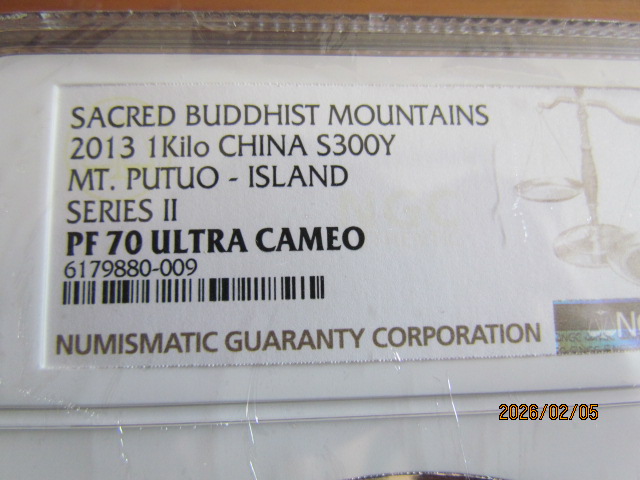 SACRED BUDDHIST MOUNTAINS
2013 1Kilo CHINA S300Y
MT. PUTUO - ISLAND
SERIES II
PF 70 ULTRA CAMEO
6179880-009
NUMISMATIC GUARANTY CORPORATION
2026/02/05